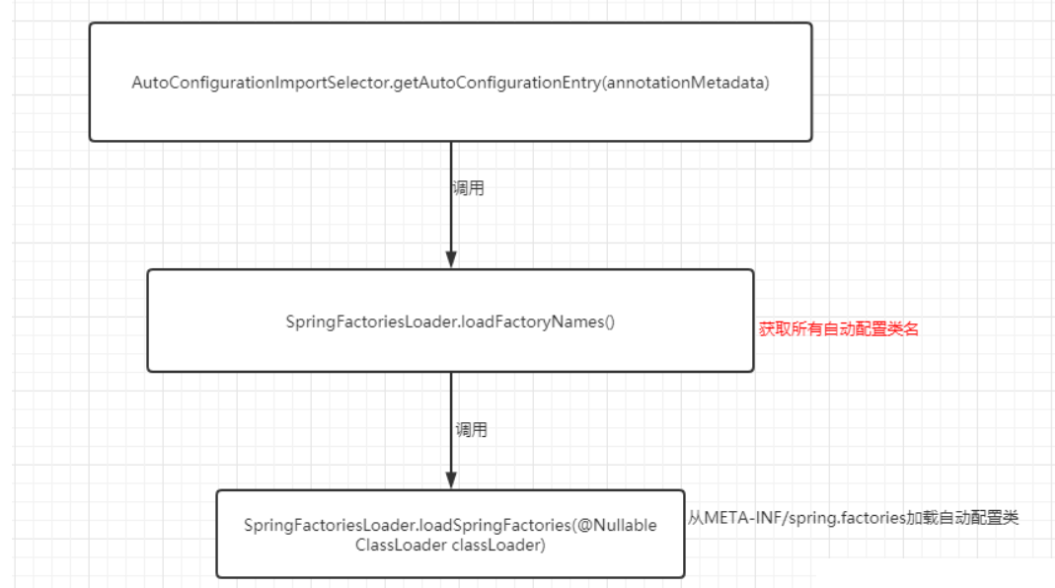 AutoConfigurationImportSelector.getAutoConfigurationEntry(annotationMetadata)
调用
SpringFactoriesLoader.loadFactoryNames()
获取所有自动配置类名
调用
SpringFactoriesLoader.loadSpringFactories(@Nullable
ClassLoader classLoader)
从META-INF/spring.factories加载自动配置类